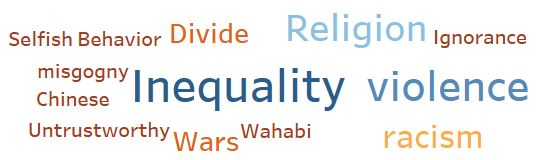 Selfish Behavior Divide Religion Ignorance
misgogny
Chinese Inequality violence
Untrustworthy Wars Wahabi racism